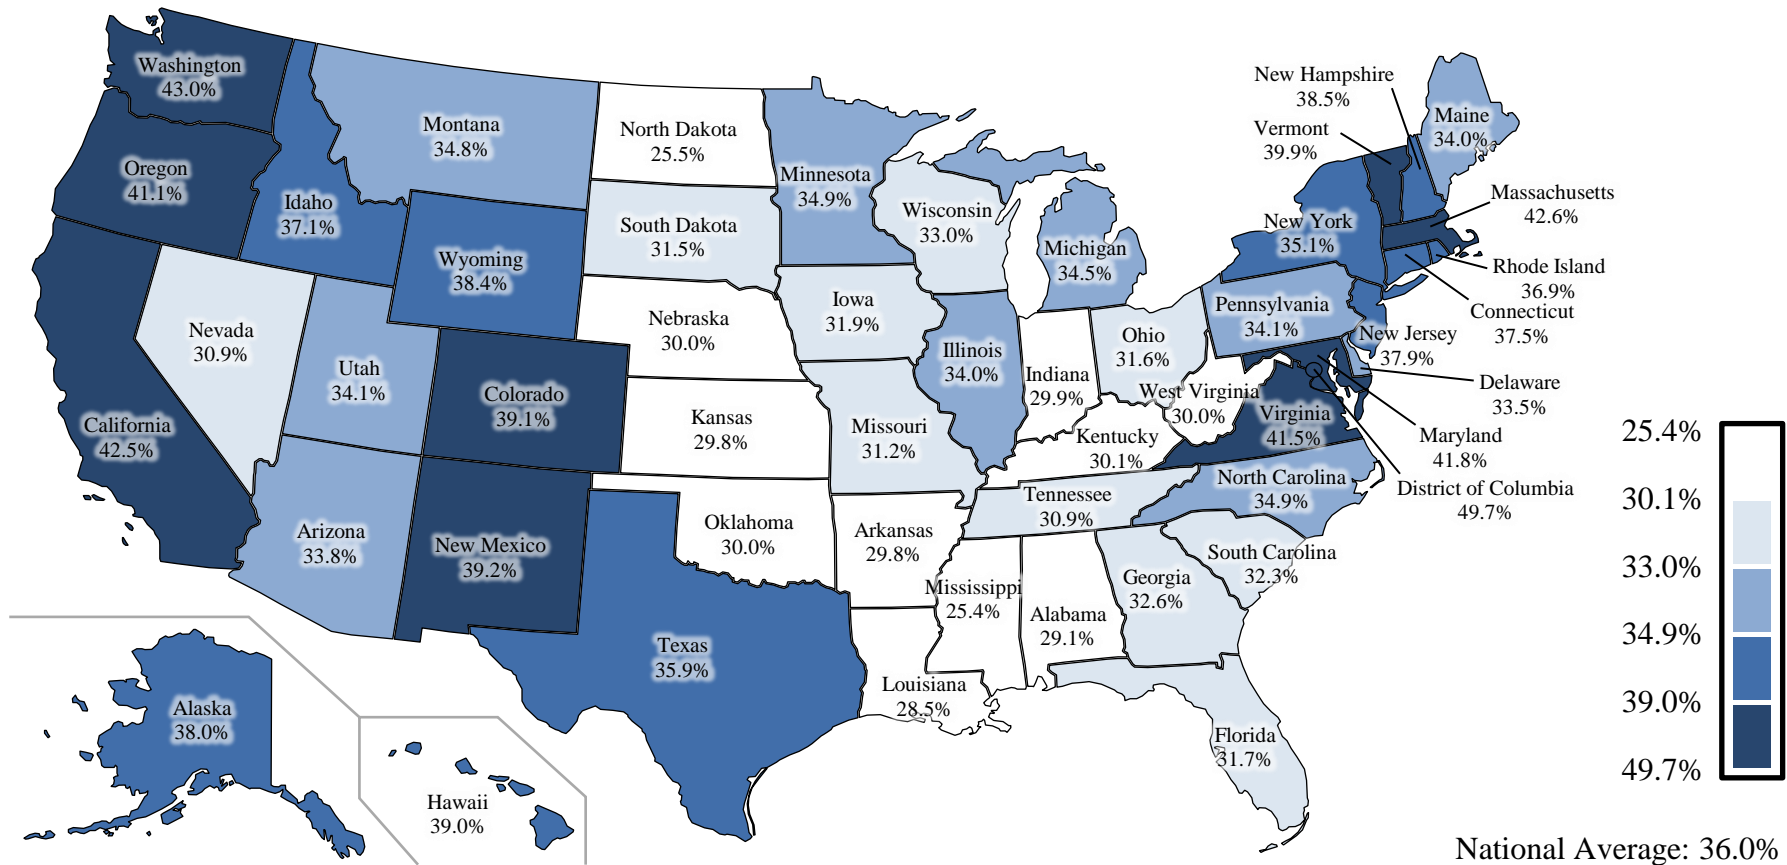 Washington
43.0%
Oregon
41.1%
California
42.5%
Idaho
37.1%
Nevada
30.9%
Montana
34.8%
Wyoming
38.4%
Utah
34.1%
Colorado
39.1%
Arizona
33.8%
New Mexico
39.2%
North Dakota
25.5%
South Dakota
31.5%
Nebraska
30.0%
Kansas
29.8%
Oklahoma
30.0%
Texas
35.9%
Minnesota
34.9%
Iowa
31.9%
Missouri
31.2%
Arkansas
29.8%
Louisiana
28.5%
Wisconsin
33.0%
Illinois
34.0%
Michigan
34.5%
Indiana
29.9%
Ohio
31.6%
Kentucky
30.1%
Tennessee
30.9%
Mississippi
25.4%
Alabama
29.1%
Georgia
32.6%
Florida
31.7%
South Carolina
32.3%
North Carolina
34.9%
West Virginia
30.0%
Virginia
41.5%
Pennsylvania
34.1%
New York
35.1%
New Hampshire
38.5%
Vermont
39.9%
Maine
34.0%
Massachusetts
42.6%
Rhode Island
36.9%
Connecticut
37.5%
New Jersey
37.9%
Delaware
33.5%
Maryland
41.8%
District of Columbia
49.7%
Alaska
38.0%
Hawaii
39.0%
25.4%
30.1%
33.0%
34.9%
39.0%
49.7%
National Average: 36.0%